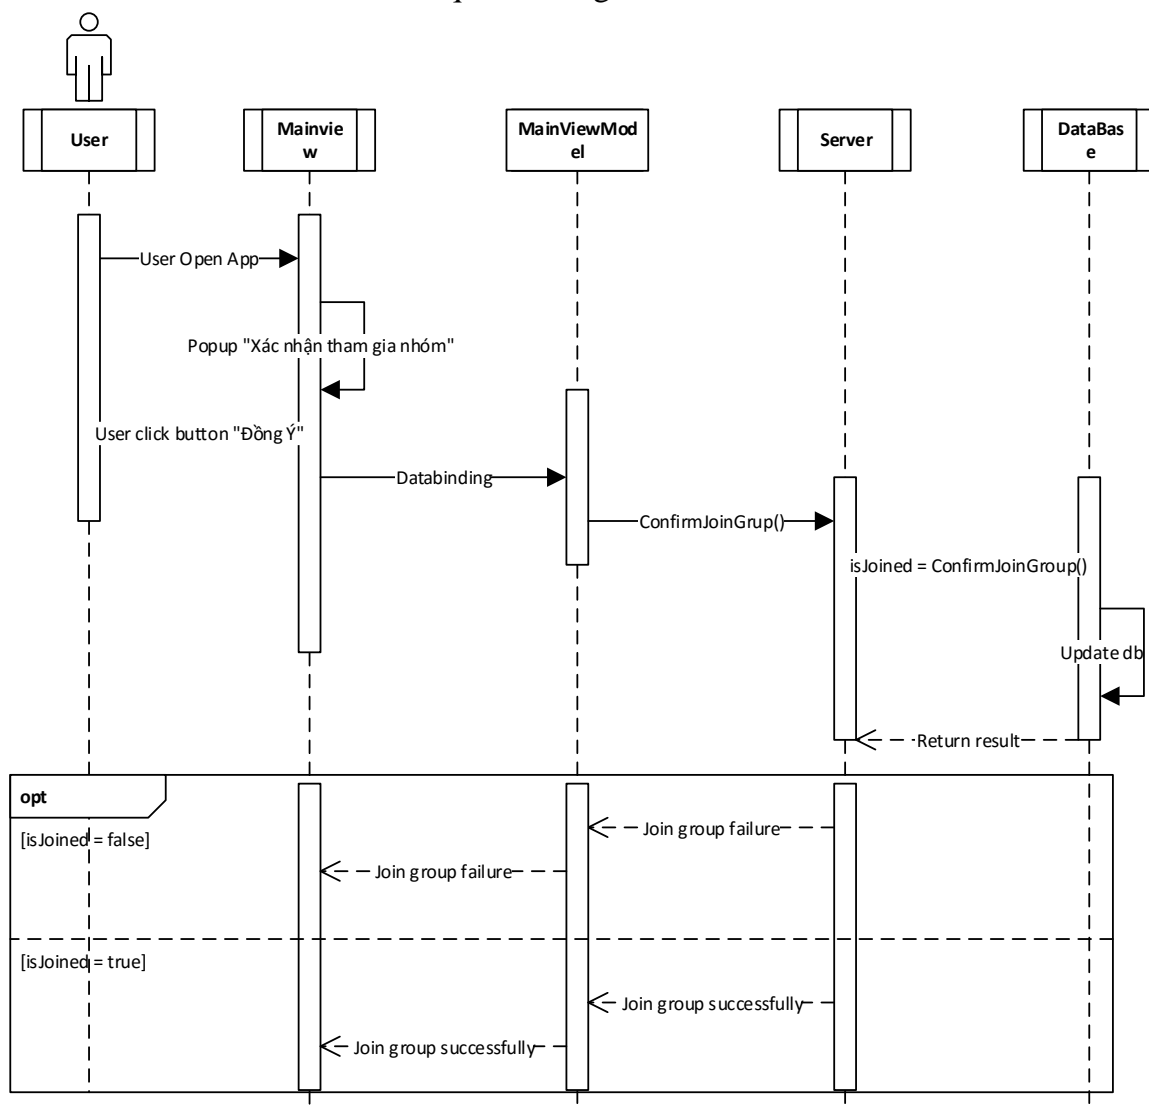 User
Mainvie
w
MainViewMod
el
Server
DataBas
e
User Open App
Popup "Xác nhận tham gia nhóm"
User click button "Đồng Ý"
Databinding
ConfirmJoinGrup()
isJoined = ConfirmJoinGroup()
Update db
Return result
opt
[isJoined = false]
Join group failure
Join group failure
[isJoined = true]
Join group successfully
Join group successfully